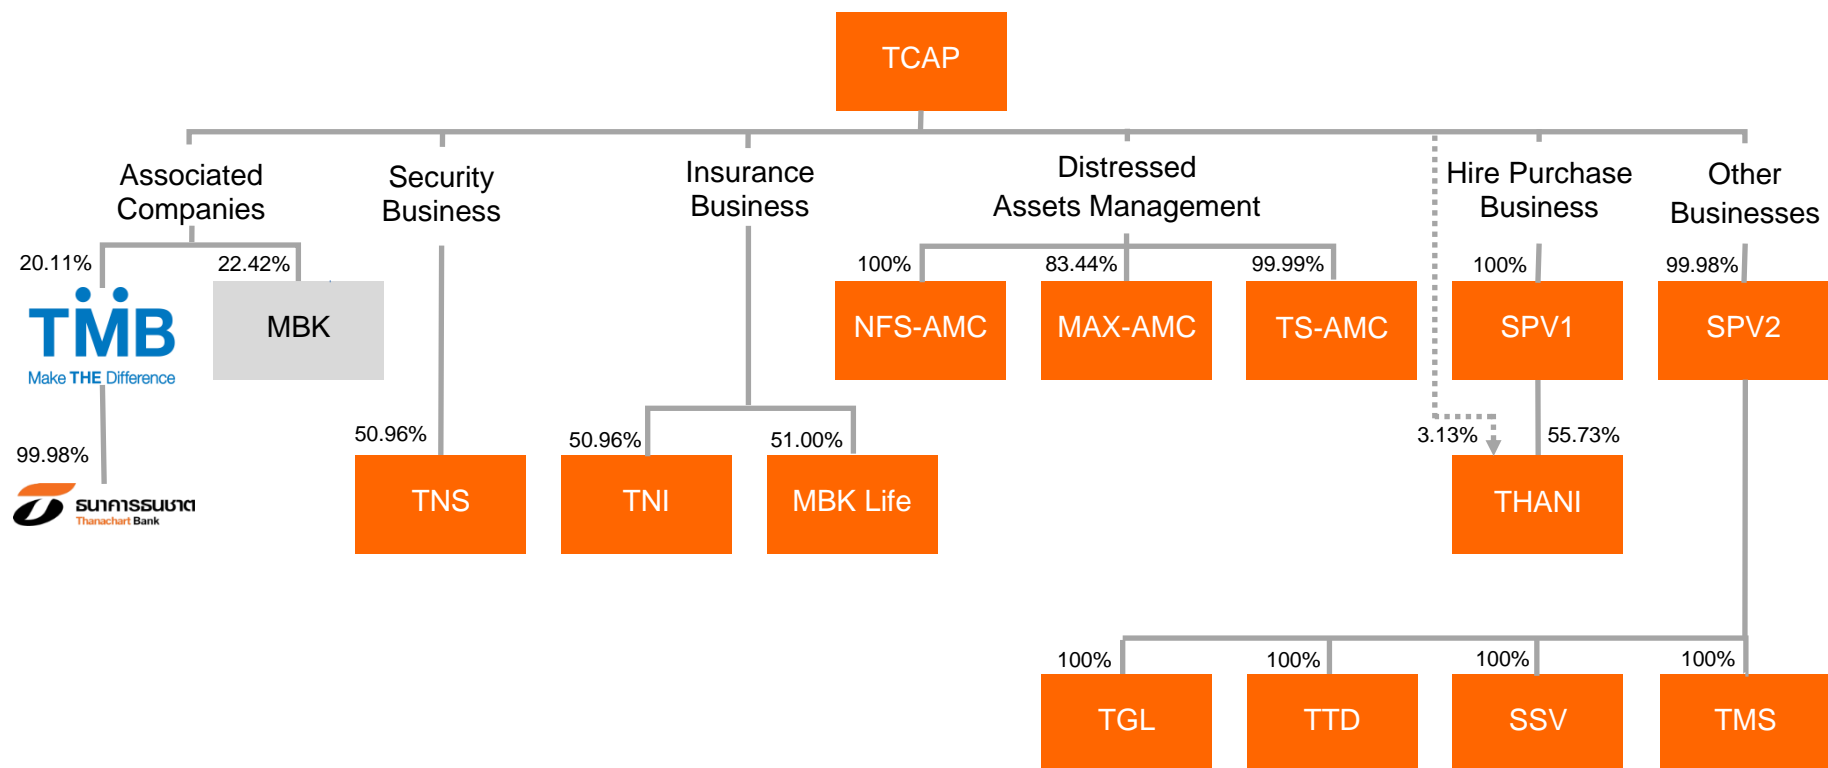 TCAP
Associated
Companies
Security
Business
Insurance
Business
Distressed
Assets Management
Hire Purchase
Business
Other
Businesses
20.11%
22.42%
100%
83.44%
99.99%
100%
99.98%
TMB
Make THE Difference
MBK
NFS-AMC
MAX-AMC
TS-AMC
SPV1
SPV2
99.98%
50.96%
50.96%
51.00%
3.13%
55.73%
ธนาคารธนชาต
Thanachart Bank
TNS
TNI
MBK Life
THANI
100%
100%
100%
100%
TGL
TTD
SSV
TMS